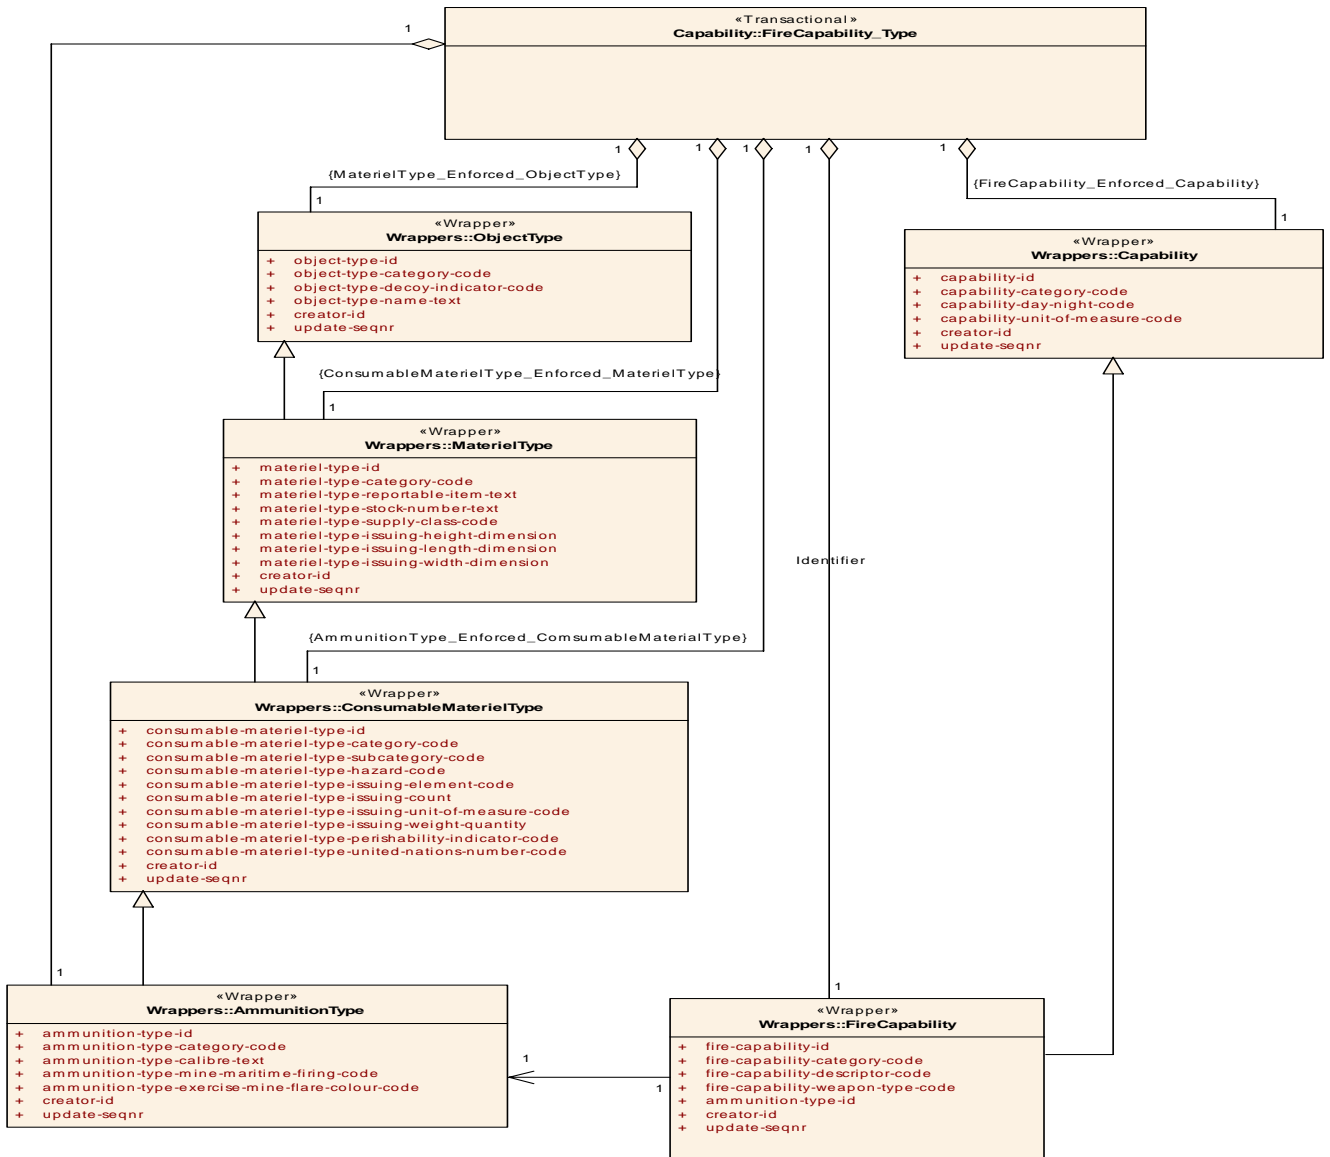 1
«Transactional»
Capability::FireCapability_Type
1
1
1
1
1
{MaterielType_Enforced_ObjectType}
{FireCapability_Enforced_Capability}
1
1
«Wrapper»
Wrappers::ObjectType
+ object-type-id
+ object-type-category-code
+ object-type-decoy-indicator-code
+ object-type-name-text
+ creator-id
+ update-seqnr
«Wrapper»
Wrappers::Capability
+ capability-id
+ capability-category-code
+ capability-day-night-code
+ capability-unit-of-measure-code
+ creator-id
+ update-seqnr
{ConsumableMaterielType_Enforced_MaterielType}
1
«Wrapper»
Wrappers::MaterielType
+ materiel-type-id
+ materiel-type-category-code
+ materiel-type-reportable-item-text
+ materiel-type-stock-number-text
+ materiel-type-supply-class-code
+ materiel-type-issuing-height-dimension
+ materiel-type-issuing-length-dimension
+ materiel-type-issuing-width-dimension
+ creator-id
+ update-seqnr
Identifier
{AmmunitionType_Enforced_ComsumableMaterialType}
1
«Wrapper»
Wrappers::ConsumableMaterielType
+ consumable-materiel-type-id
+ consumable-materiel-type-category-code
+ consumable-materiel-type-subcategory-code
+ consumable-materiel-type-hazard-code
+ consumable-materiel-type-issuing-element-code
+ consumable-materiel-type-issuing-count
+ consumable-materiel-type-issuing-unit-of-measure-code
+ consumable-materiel-type-issuing-weight-quantity
+ consumable-materiel-type-perishability-indicator-code
+ consumable-materiel-type-united-nations-number-code
+ creator-id
+ update-seqnr
1
1
«Wrapper»
Wrappers::AmmunitionType
+ ammunition-type-id
+ ammunition-type-category-code
+ ammunition-type-calibre-text
+ ammunition-type-mine-maritime-firing-code
+ ammunition-type-exercise-mine-flare-colour-code
+ creator-id
+ update-seqnr
1
1
«Wrapper»
Wrappers::FireCapability
+ fire-capability-id
+ fire-capability-category-code
+ fire-capability-descriptor-code
+ fire-capability-weapon-type-code
+ ammunition-type-id
+ creator-id
+ update-seqnr